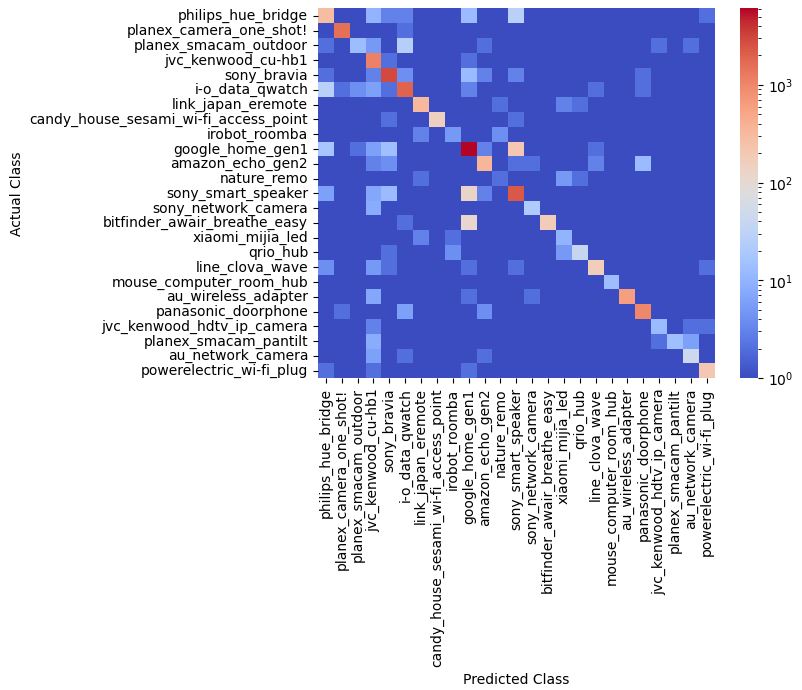 Actual Class
philips_hue_bridge
planex_camera_one_shot!
planex_smacam_outdoor
jvc_kenwood_cu-hb1
sony_bravia
i-o_data_qwatch
link_japan_eremote
candy_house_sesami_wi-fi_access_point
irobot_roomba
google_home_gen1
amazon_echo_gen2
nature_remo
sony_smart_speaker
sony_network_camera
bitfinder_awair_breathe_easy
xiaomi_mijia_led
qrio_hub
line_clova_wave
mouse_computer_room_hub
au_wireless_adapter
panasonic_doorphone
jvc_kenwood_hdtv_ip_camera
planex_smacam_pantilt
au_network_camera
powerelectric_wi-fi_plug
philips_hue_bridge
planex_camera_one_shot!
planex_smacam_outdoor
jvc_kenwood_cu-hb1
sony_bravia
i-o_data_qwatch
link_japan_eremote
candy_house_sesami_wi-fi_access_point
irobot_roomba
google_home_gen1
amazon_echo_gen2
nature_remo
sony_smart_speaker
sony_network_camera
bitfinder_awair_breathe_easy
xiaomi_mijia_led
qrio_hub
line_clova_wave
mouse_computer_room_hub
au_wireless_adapter
panasonic_doorphone
jvc_kenwood_hdtv_ip_camera
planex_smacam_pantilt
au_network_camera
powerelectric_wi-fi_plug
Predicted Class
10³
10²
10¹
10⁰